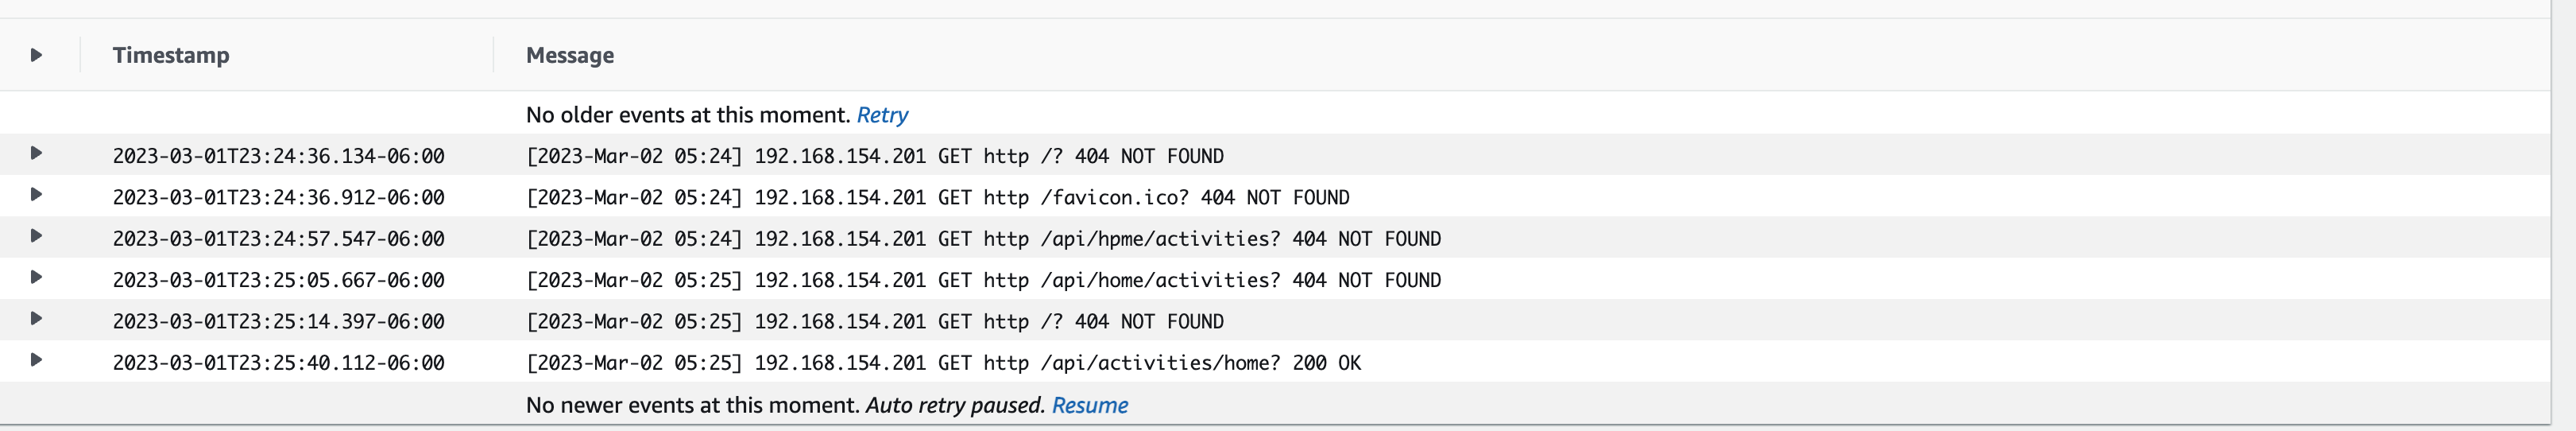 Timestamp Message
No older events at this moment. Retry
2023-03-01T23:24:36.134-06:00 [2023-Mar-02 05:24] 192.168.154.201 GET http /? 404 NOT FOUND
2023-03-01T23:24:36.912-06:00 [2023-Mar-02 05:24] 192.168.154.201 GET http /favicon.ico? 404 NOT FOUND
2023-03-01T23:24:57.547-06:00 [2023-Mar-02 05:24] 192.168.154.201 GET http /api/hpme/activities? 404 NOT FOUND
2023-03-01T23:25:05.667-06:00 [2023-Mar-02 05:25] 192.168.154.201 GET http /api/home/activities? 404 NOT FOUND
2023-03-01T23:25:14.397-06:00 [2023-Mar-02 05:25] 192.168.154.201 GET http /? 404 NOT FOUND
2023-03-01T23:25:40.112-06:00 [2023-Mar-02 05:25] 192.168.154.201 GET http /api/activities/home? 200 OK
No newer events at this moment. Auto retry paused. Resume